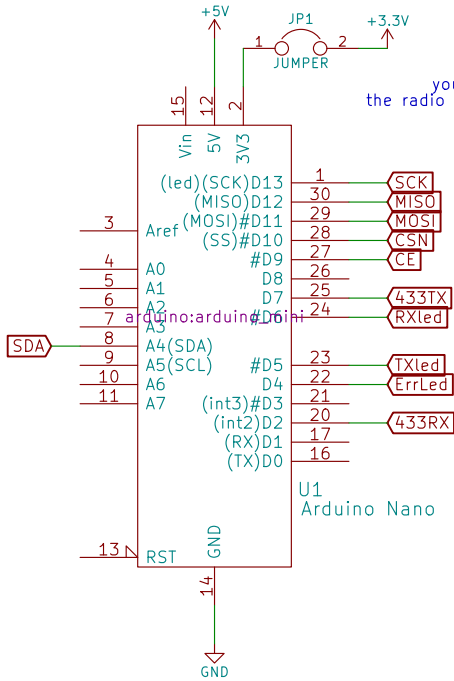 +5V
JP1
+3.3V
1
2
JUMPER
you
the radio
15
12
2
Vin
5V
3V3
(led)(SCK)D13
1
SCK
(MISO)D12
30
MISO
3
Aref
(MOSI)#D11
29
MOSI
(SS)#D10
28
CSN
#D9
27
CE
4
A0
D8
26
5
A1
D7
25
433TX
6
A2
#D6
24
RXled
arduino:arduino_mini
7
A3
SDA
8
A4(SDA)
9
A5(SCL)
#D5
23
TXled
10
A6
D4
22
ErrLed
11
A7
(int3)#D3
21
(int2)D2
20
433RX
(RX)D1
17
(TX)D0
16
U1
Arduino Nano
13
RST
GND
14
GND